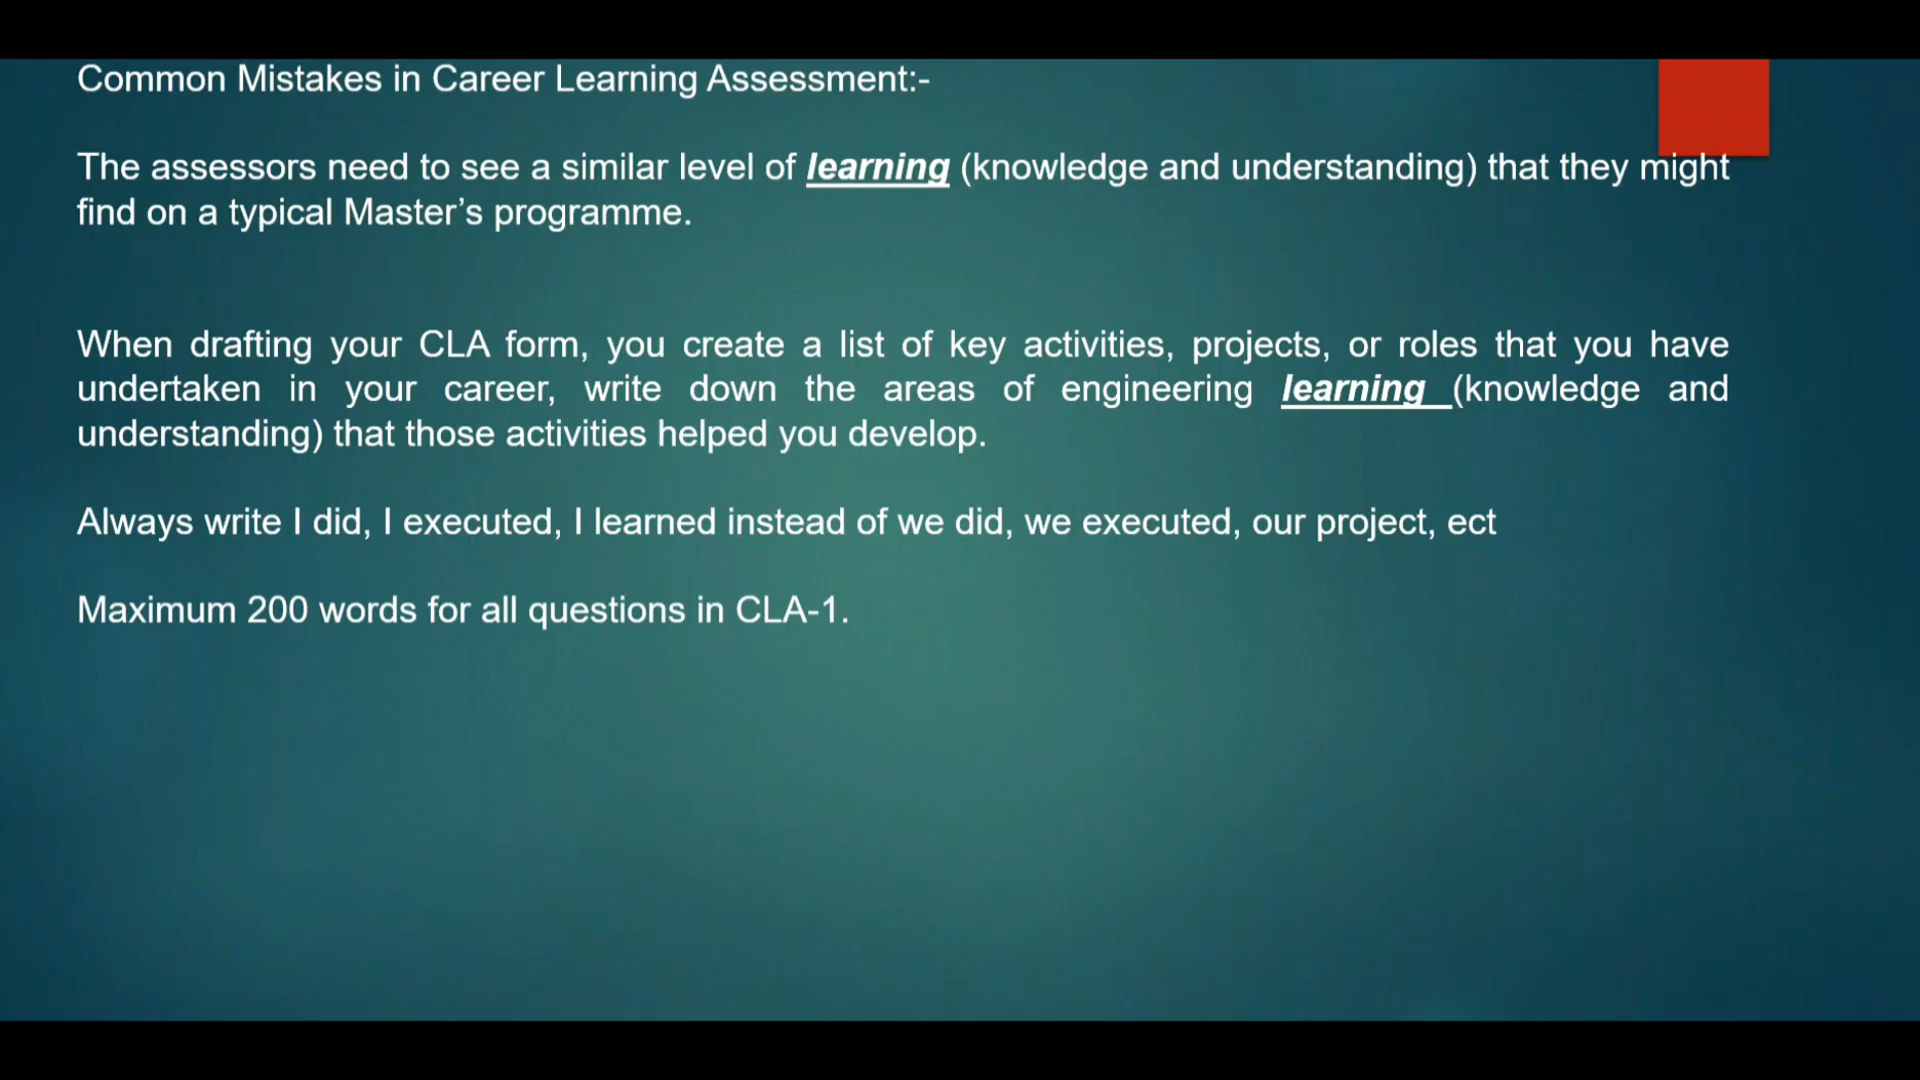 Common Mistakes in Career Learning Assessment:-
The assessors need to see a similar level of learning (knowledge and understanding) that they might
find on a typical Master’s programme.
When drafting your CLA form, you create a list of key activities, projects, or roles that you have
undertaken in your career, write down the areas of engineering learning (knowledge and
understanding) that those activities helped you develop.
Always write I did, I executed, I learned instead of we did, we executed, our project, ect
Maximum 200 words for all questions in CLA-1.